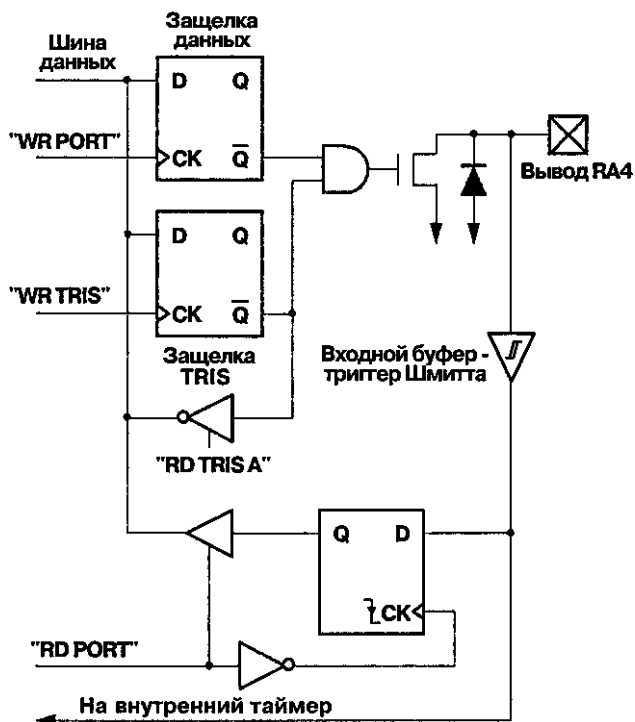 Защелка
данных
Шина
данных
D Q
"WR PORT"
CK Q
Вывод RA4
D Q
"WR TRIS"
CK Q
Защелка
TRIS
Входной буфер -
триггер Шмитта
"RD TRIS A"
Q D
CK
"RD PORT"
На внутренний таймер